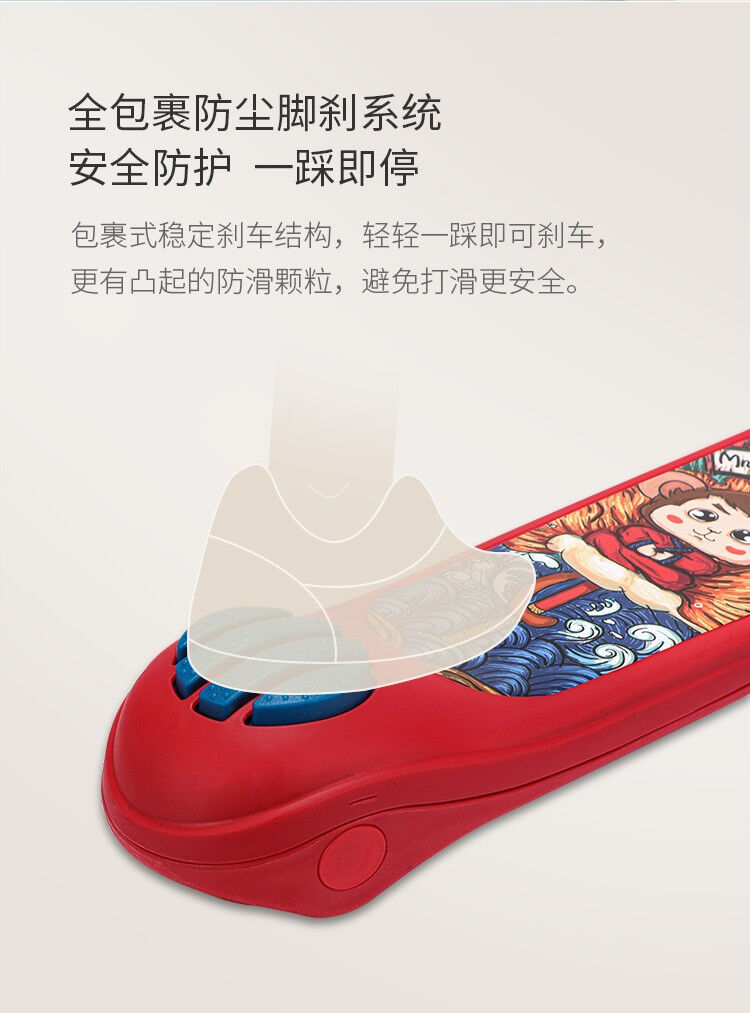 全包裹防尘脚刹系统
安全防护 一踩即停
包裹式稳定刹车结构，轻轻一踩即可刹车，
更有凸起的防滑颗粒，避免打滑更安全。